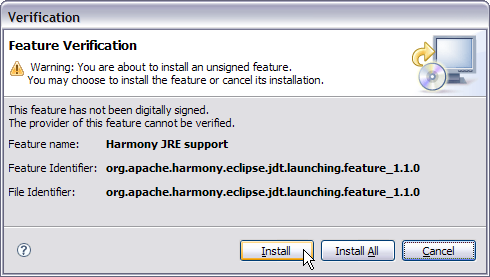 Verification
Feature Verification
Warning: You are about to install an unsigned feature.
You may choose to install the feature or cancel its installation.
This feature has not been digitally signed.
The provider of this feature cannot be verified.
Feature name: Harmony JRE support
Feature Identifier: org.apache.harmony.eclipse.jdt.launching.feature_1.1.0
File Identifier: org.apache.harmony.eclipse.jdt.launching.feature_1.1.0
? Install Install All Cancel